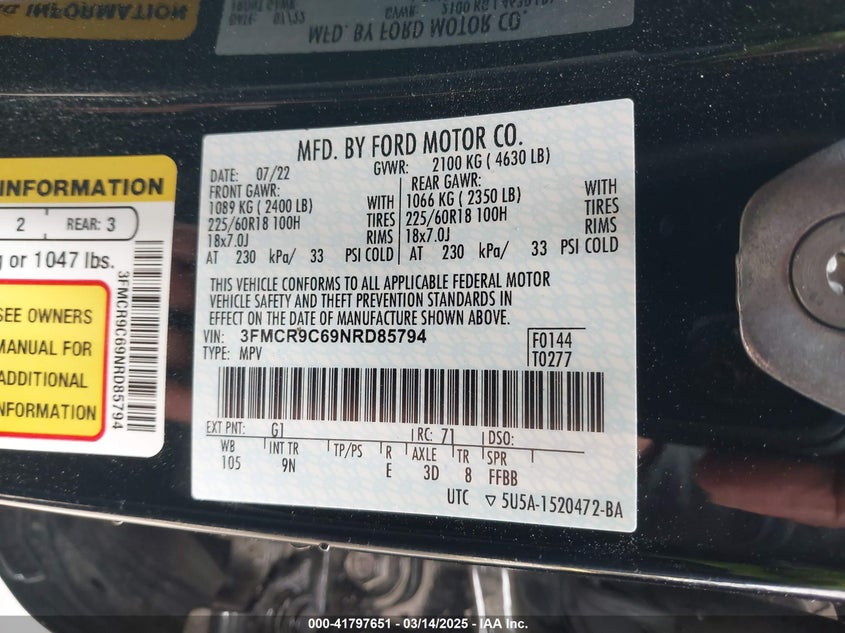 INFORMATION
MFD. BY FORD MOTOR CO.
INFORMATION
2 REAR: 3
or 1047 lbs.
SEE OWNERS
MANUAL FOR
ADDITIONAL
INFORMATION
3FMCR9C69NRD85794
MFD. BY FORD MOTOR CO.
DATE: 07/22 GVWR: 2100 KG ( 4630 LB)
FRONT GAWR: REAR GAWR:
1089 KG ( 2400 LB) WITH 1066 KG ( 2350 LB) WITH
225/60R18 100H TIRES 225/60R18 100H TIRES
18x7.0J RIMS 18x7.0J RIMS
AT 230 kPa/ 33 PSI COLD AT 230 kPa/ 33 PSI COLD
THIS VEHICLE CONFORMS TO ALL APPLICABLE FEDERAL MOTOR
VEHICLE SAFETY AND THEFT PREVENTION STANDARDS IN
EFFECT ON THE DATE OF MANUFACTURE SHOWN ABOVE.
VIN: 3FMCR9C69NRD85794 F0144
TYPE: MPV T0277
EXT PNT: G1 RC: 71 DSO:
WB INT TR TP/PS R AXLE TR SPR
105 9N E 3D 8 FFBB
UTC ▽ 5U5A-1520472-BA
000-41797651 — 03/14/2025 — IAA Inc.